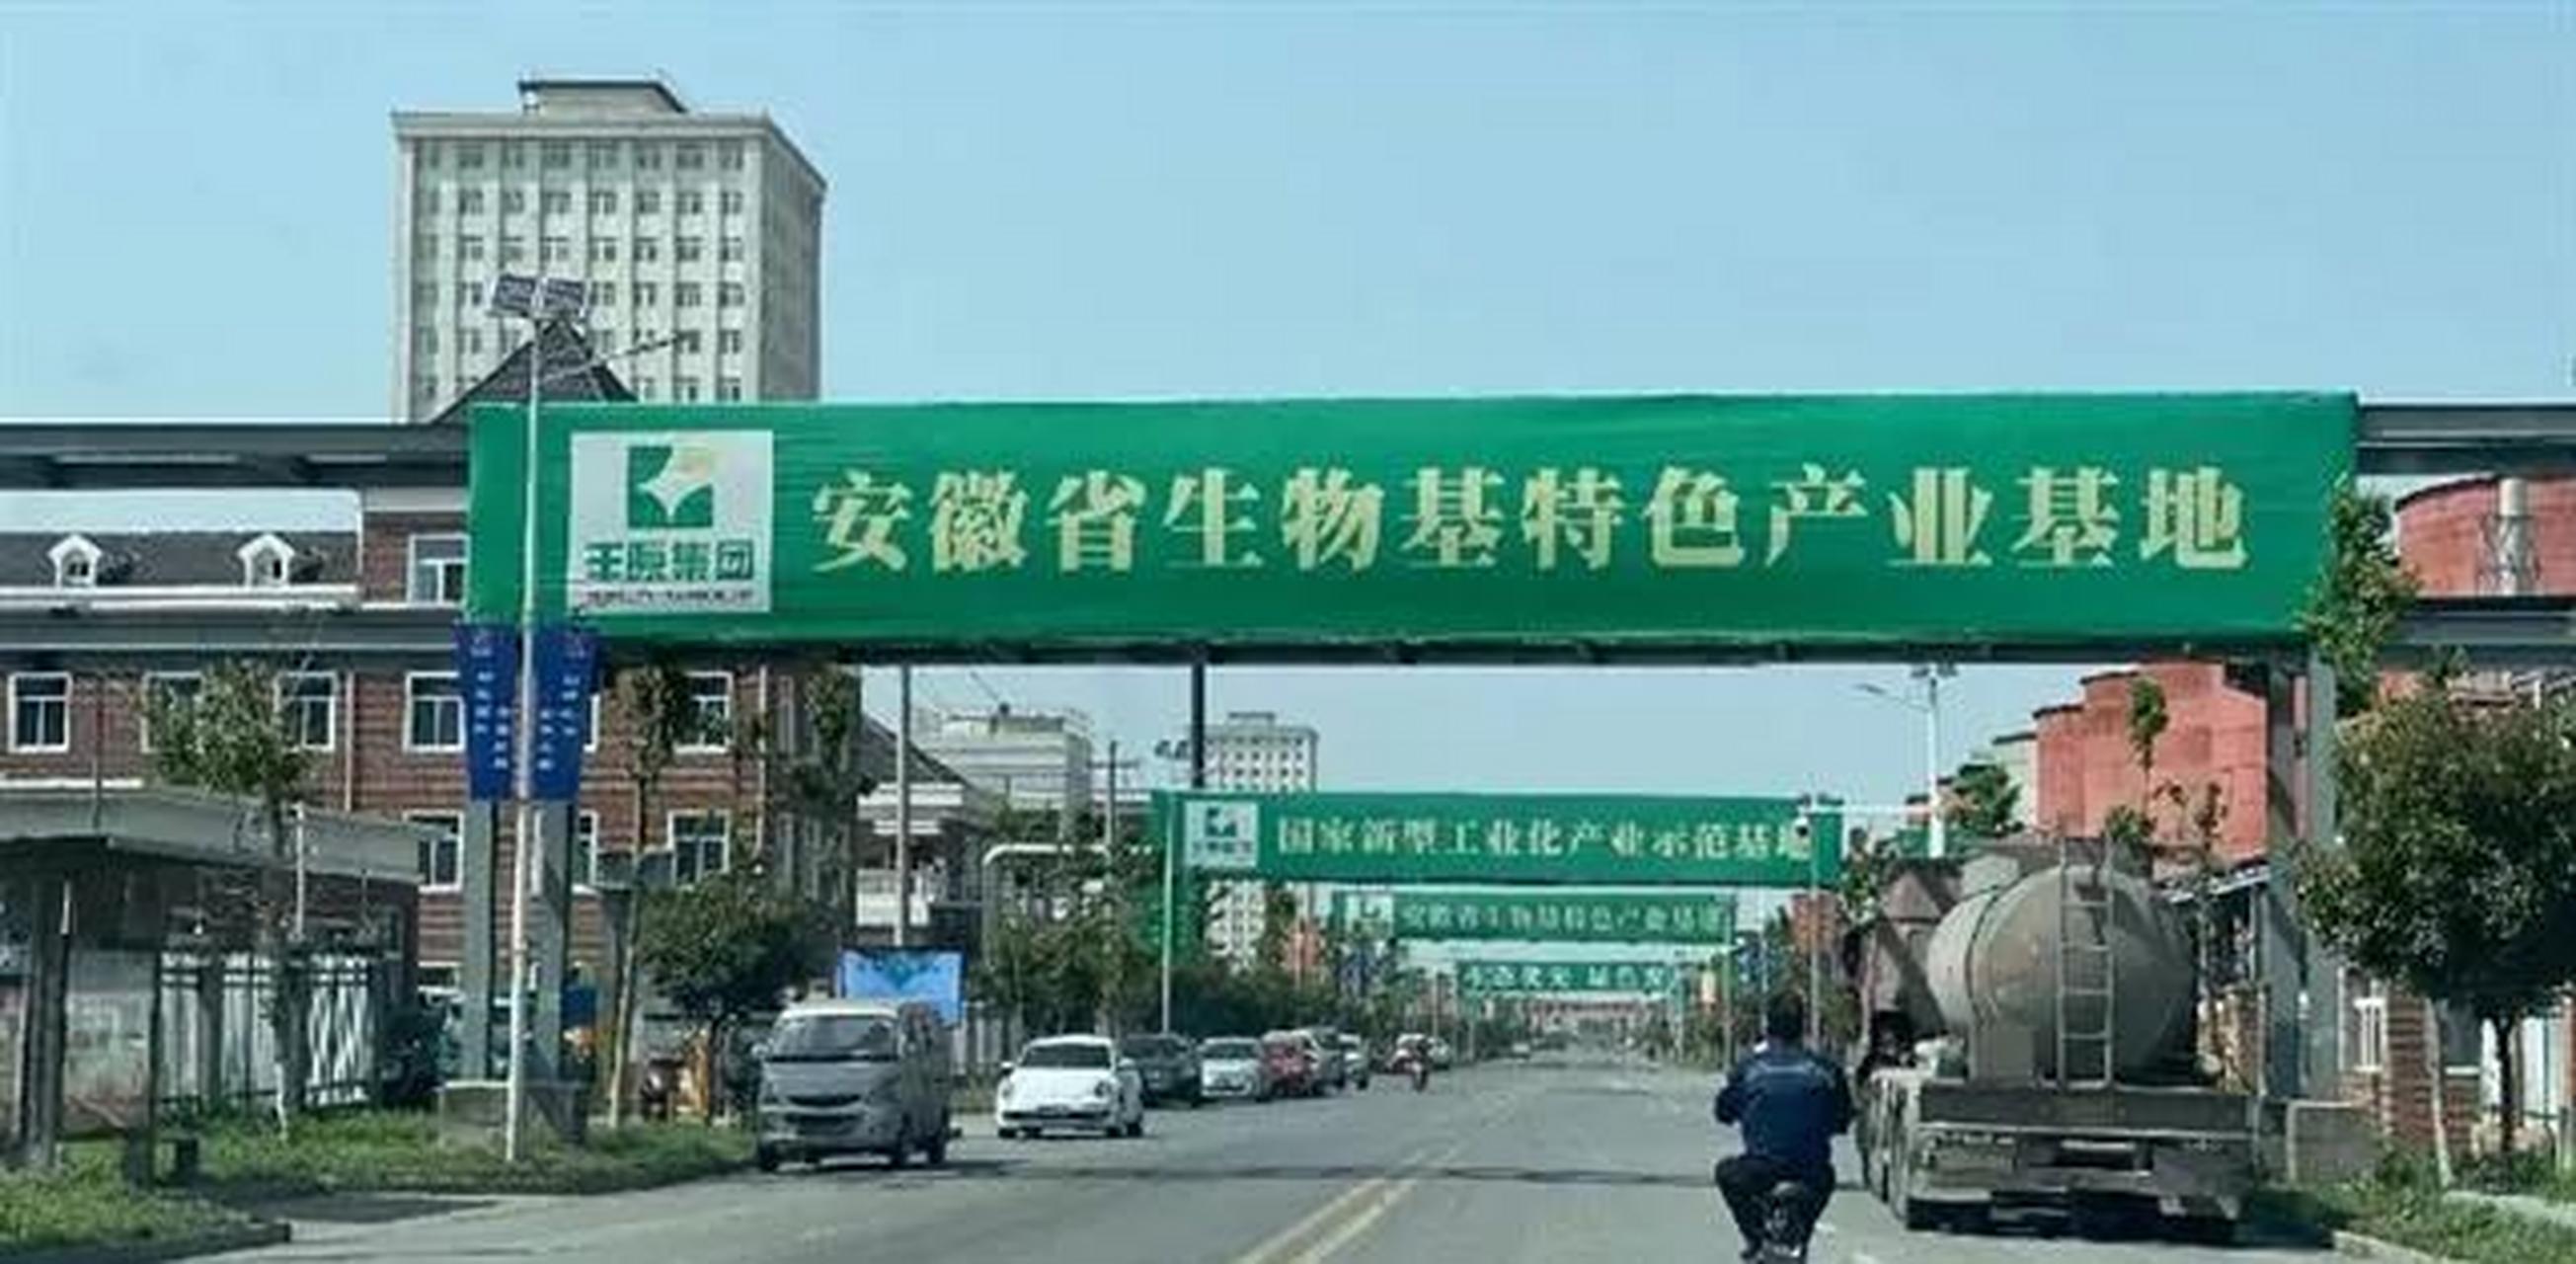 丰原集团
安徽省生物基特色产业基地
国家新型工业化产业示范基地
安徽省生物基特色产业基地